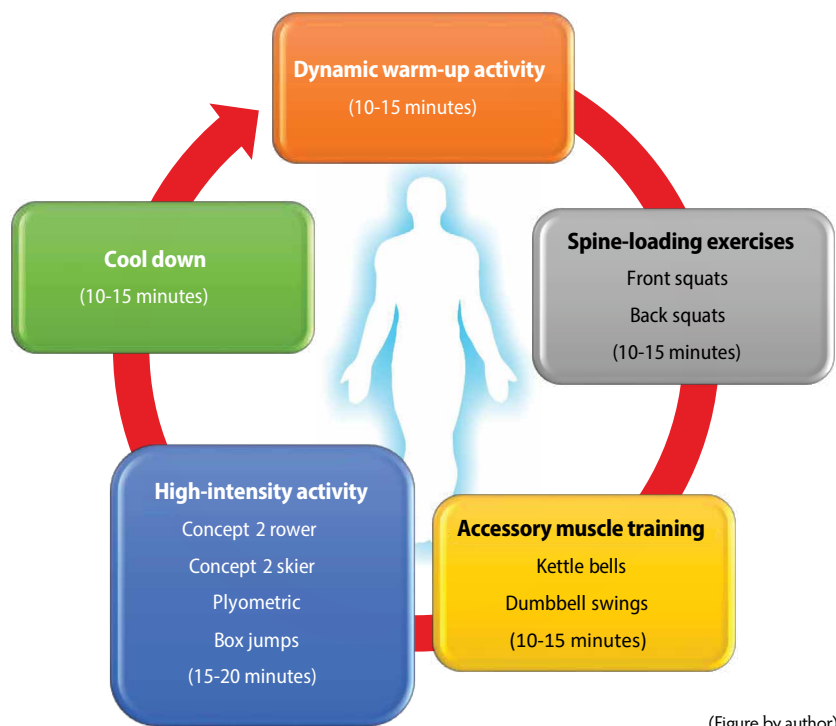 Dynamic warm-up activity
(10-15 minutes)
Spine-loading exercises
Front squats
Back squats
(10-15 minutes)
Accessory muscle training
Kettle bells
Dumbbell swings
(10-15 minutes)
High-intensity activity
Concept 2 rower
Concept 2 skier
Plyometric
Box jumps
(15-20 minutes)
Cool down
(10-15 minutes)
(Figure by author)